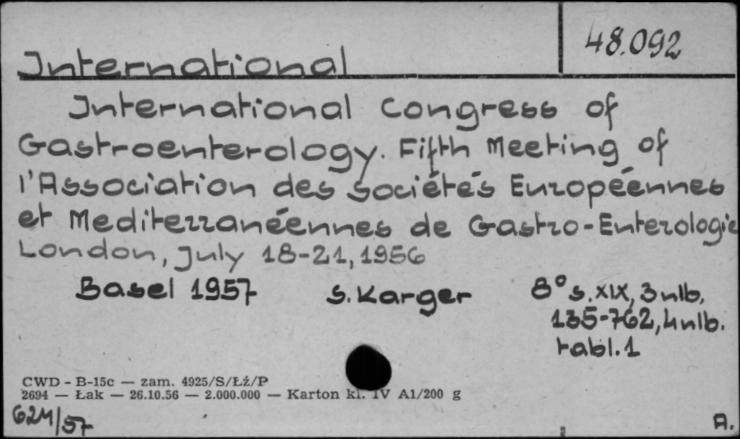 48.092
International
International Congress of
Gastroenterology. Fifth Meeting of
l'Association des Sociétés Européennes
et Mediterranéennes de Gastro-Enterologie
London, July 18-21, 1956
Basel 1957 S. Karger 8° s. XIX, 3 nlb,
135-762, 4 nlb.
tabl. 1
CWD - B-15c — zam. 4925/S/Łź/P
2694 — Łak — 26.10.56 — 2.000.000 — Karton kl. IV A1/200 g
624/57 A.